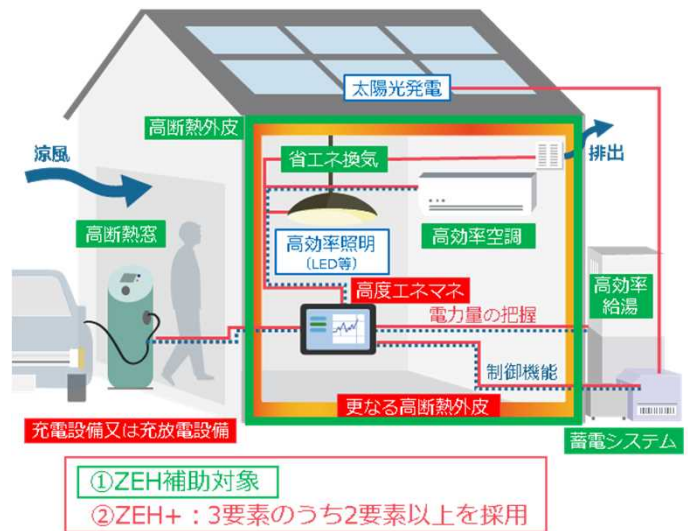 太陽光発電
高断熱外皮
涼風
省エネ換気
排出
高断熱窓
高効率照明
(LED等)
高効率空調
高効率
給湯
高度エネマネ
電力量の把握
制御機能
更なる高断熱外皮
充電設備又は充放電設備
蓄電システム
①ZEH補助対象
②ZEH+：3要素のうち2要素以上を採用